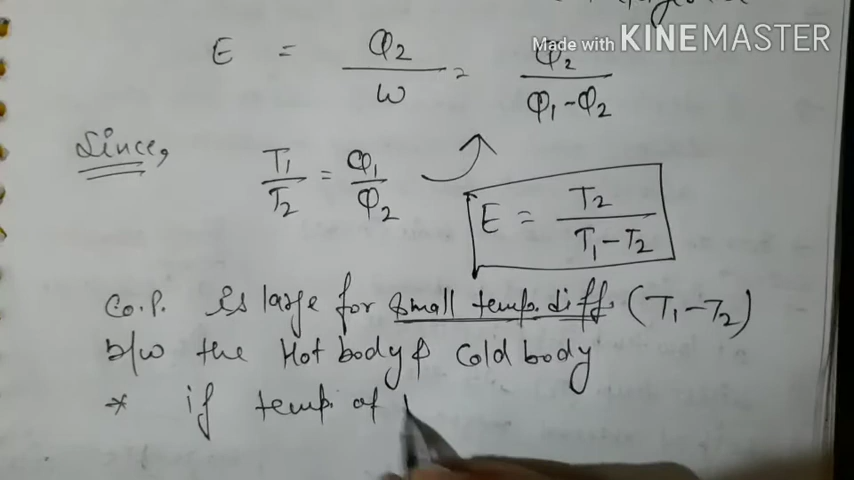 Made with KINEMASTER
E = Q2/W = Q2/(Q1-Q2)
Since,
T1/T2 = Q1/Q2
E = T2/(T1-T2)
Co.P. is large for small temp. diff. (T1-T2)
b/w the Hot body & Cold body
* if temp. of